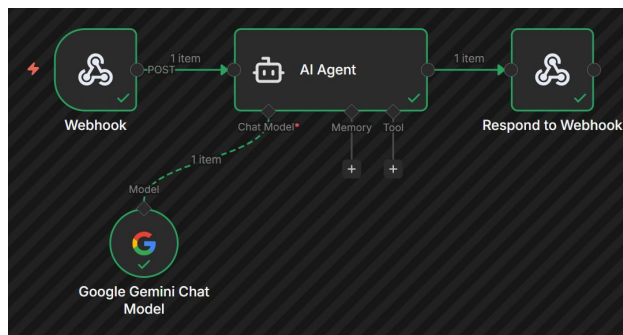 1 item
POST
1 item
AI Agent
Webhook
Chat Model*
Memory
Tool
Respond to Webhook
1 item
Model
Google Gemini Chat
Model